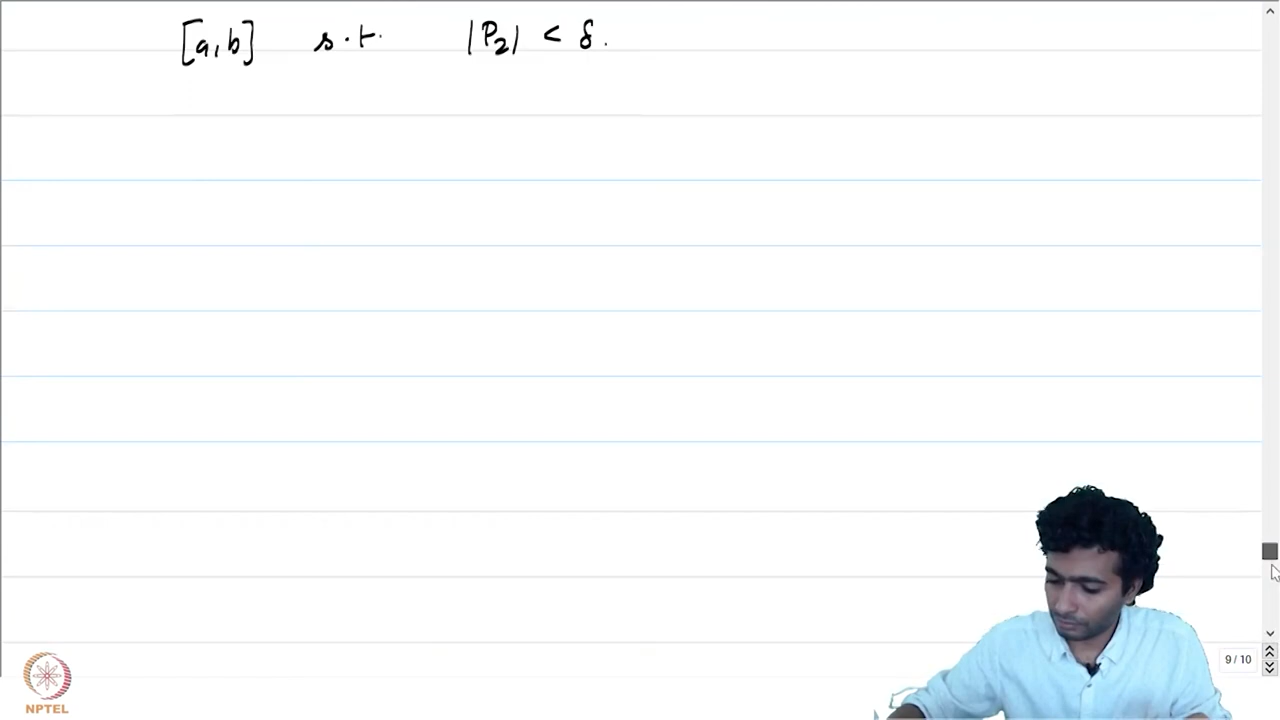 [a,b] s.t. |P₂| < δ.
9 / 10
NPTEL